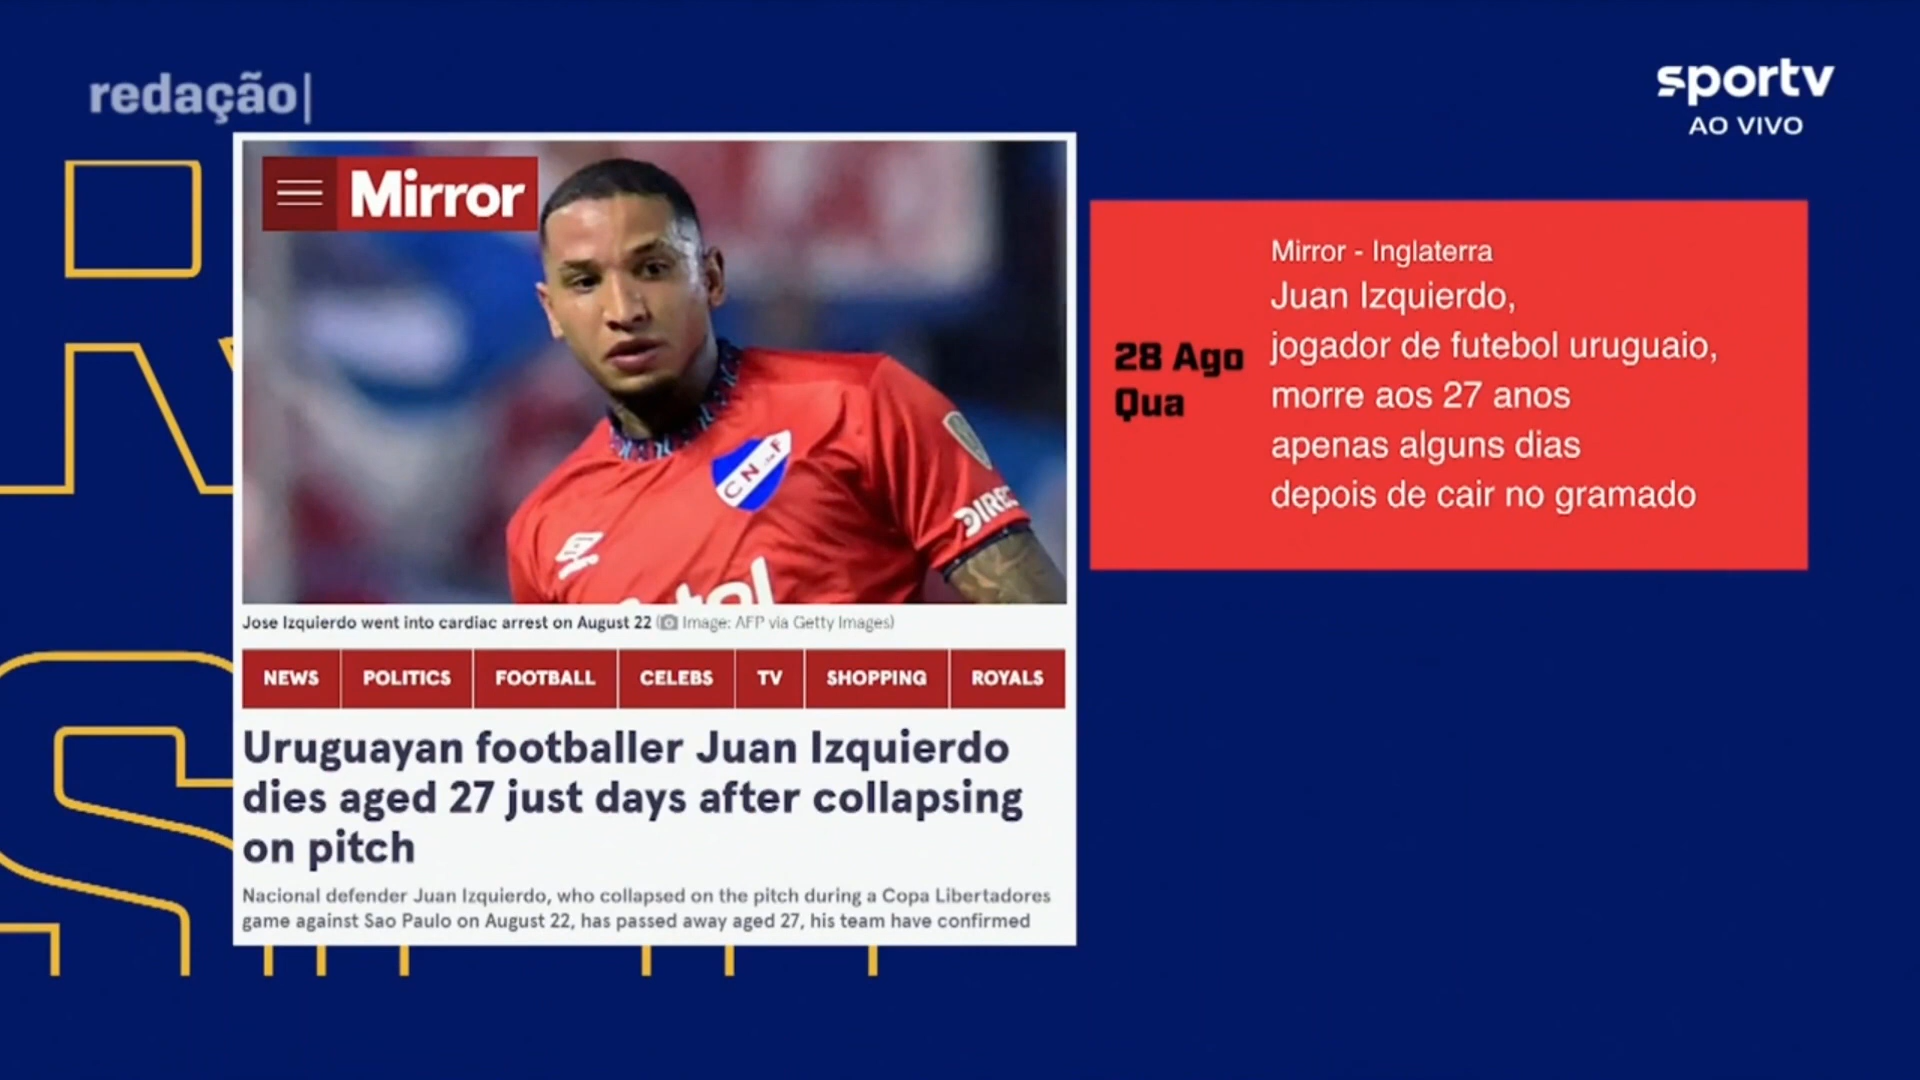 redação|
sportv
AO VIVO
Mirror
CNdeF
DIREC
Jose Izquierdo went into cardiac arrest on August 22 (Image: AFP via Getty Images)
NEWS POLITICS FOOTBALL CELEBS TV SHOPPING ROYALS
Uruguayan footballer Juan Izquierdo
dies aged 27 just days after collapsing
on pitch
Nacional defender Juan Izquierdo, who collapsed on the pitch during a Copa Libertadores
game against Sao Paulo on August 22, has passed away aged 27, his team have confirmed
28 Ago
Qua
Mirror - Inglaterra
Juan Izquierdo,
jogador de futebol uruguaio,
morre aos 27 anos
apenas alguns dias
depois de cair no gramado